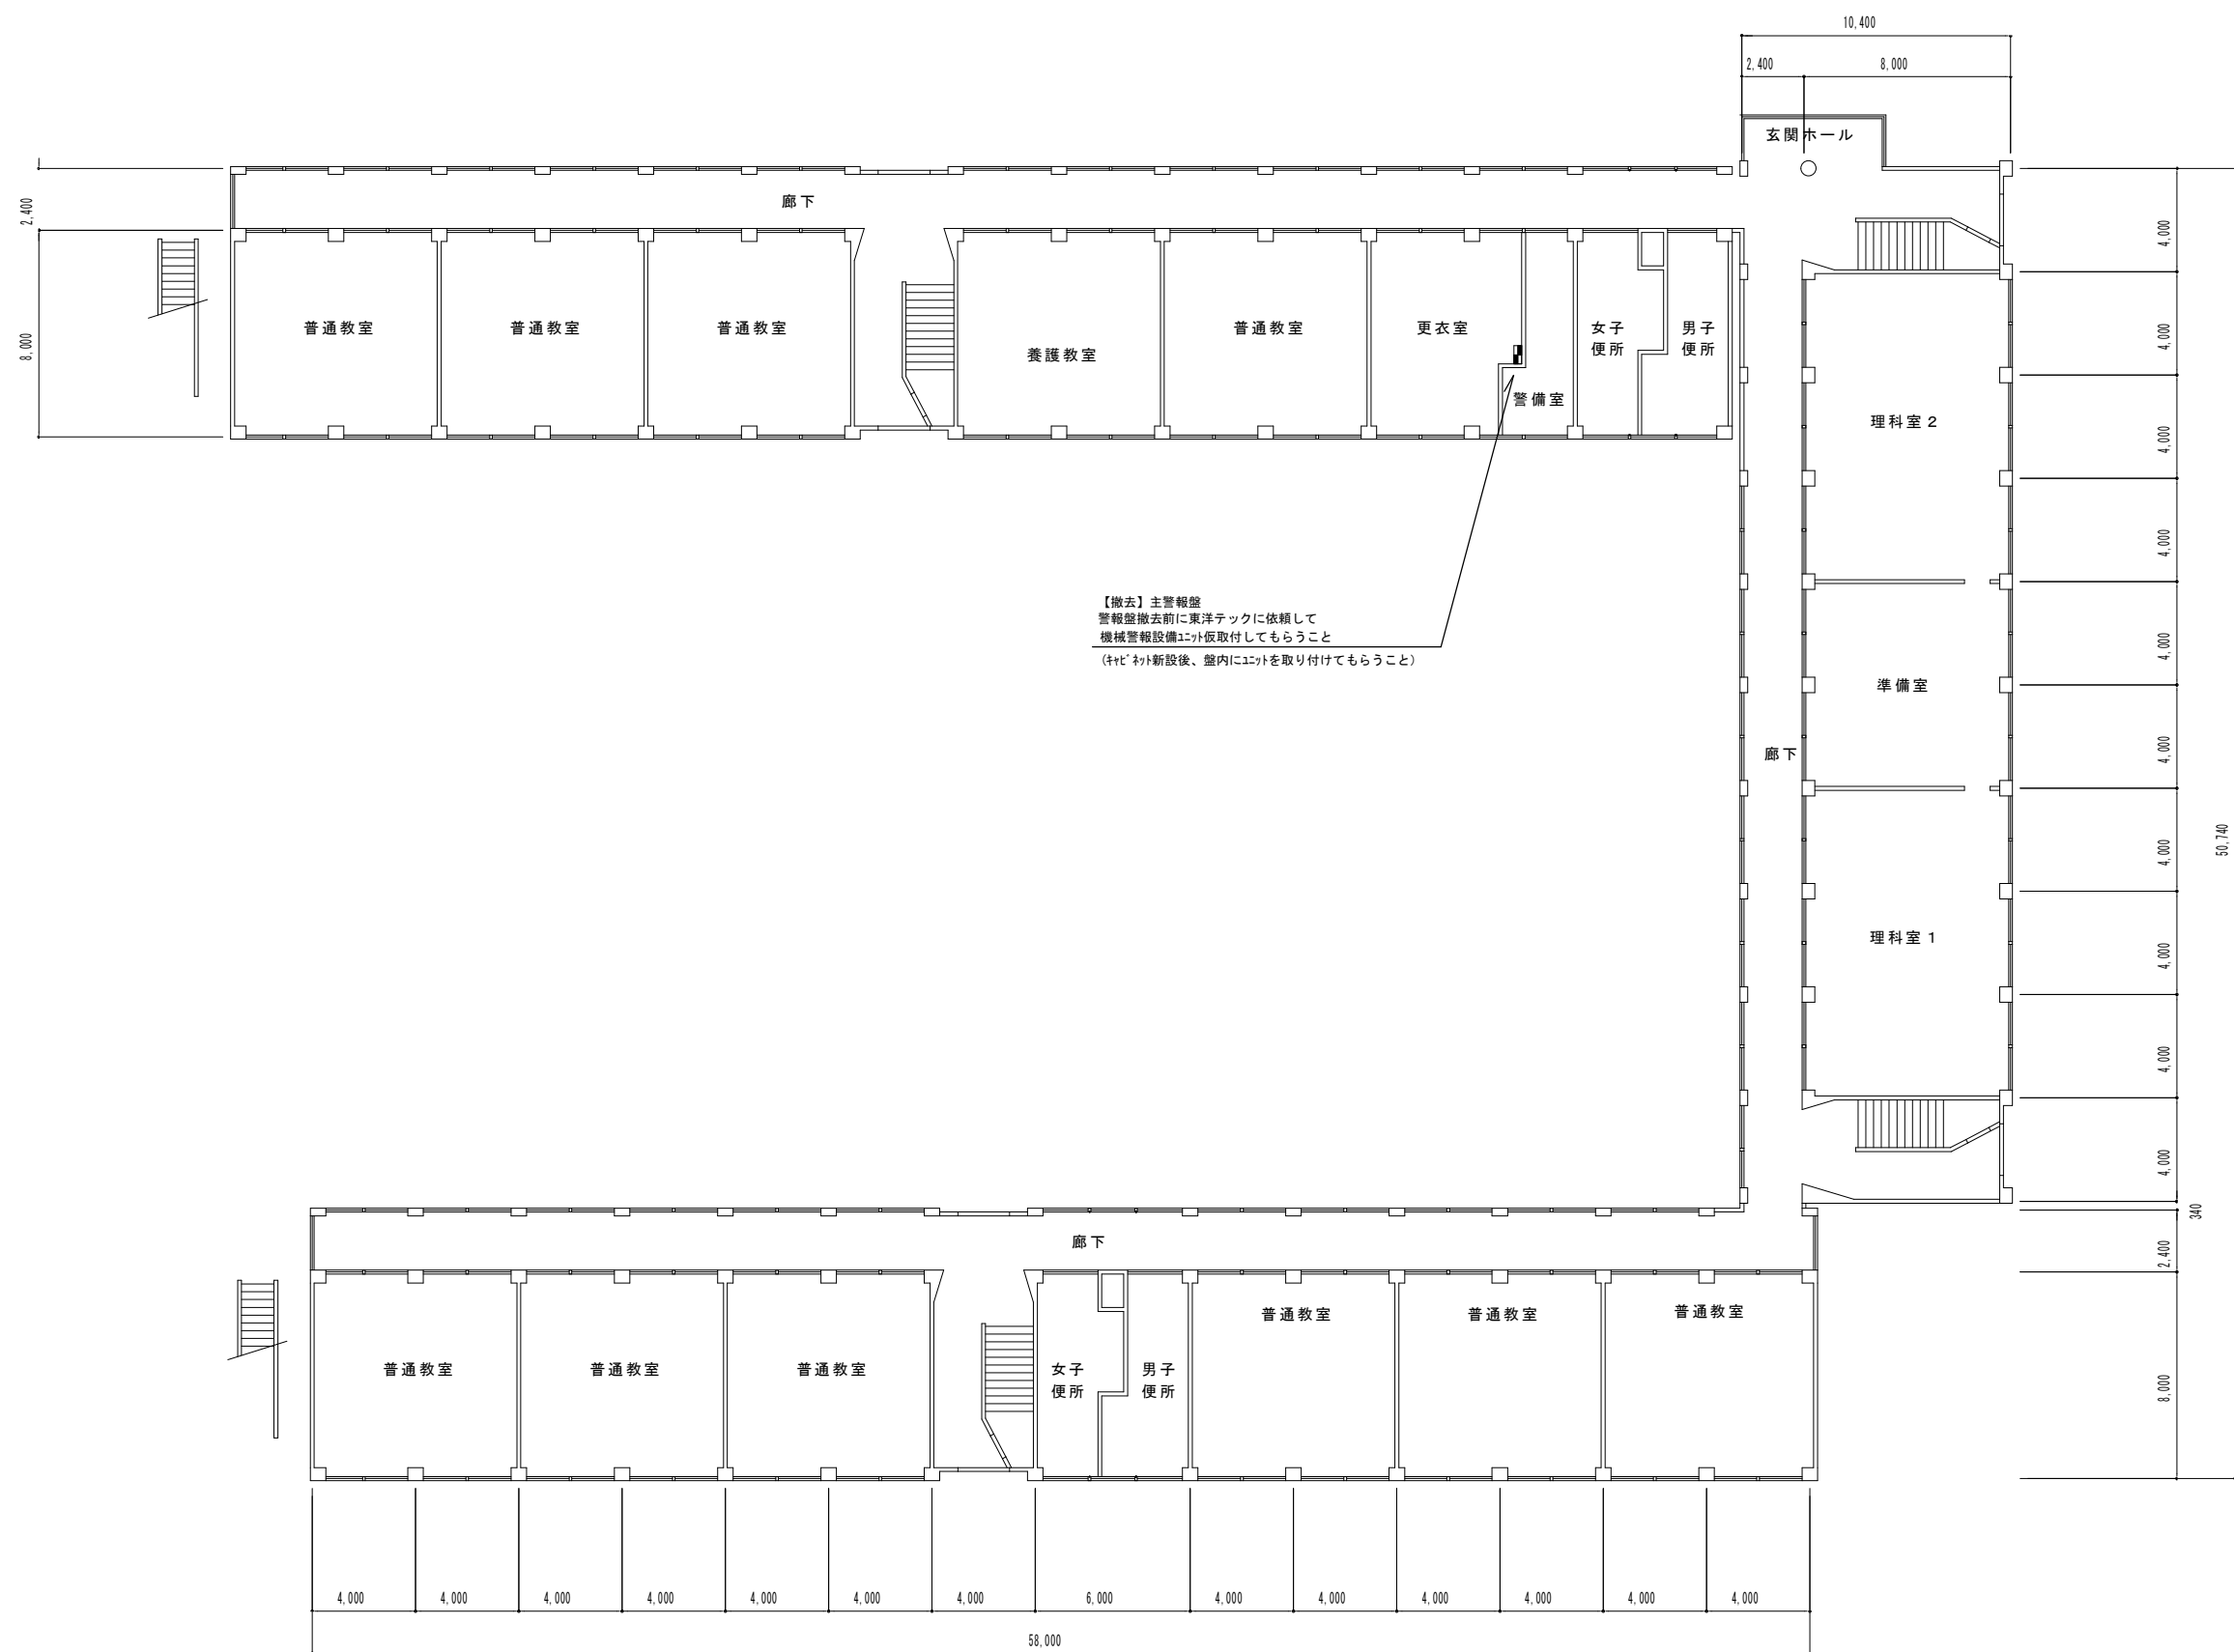 10,400
2,400
8,000
玄関ホール
2,400
廊下
4,000
8,000
普通教室
普通教室
普通教室
養護教室
普通教室
更衣室
女子
便所
男子
便所
警備室
4,000
理科室２
4,000
4,000
4,000
【撤去】主警報盤
警報盤撤去前に東洋テックに依頼して
機械警報設備ﾕﾆｯﾄ仮取付してもらうこと
(ｷｬﾋﾞﾈｯﾄ新設後、盤内にﾕﾆｯﾄを取り付けてもらうこと)
準備室
廊下
4,000
4,000
50,740
理科室１
4,000
4,000
4,000
340
廊下
2,400
普通教室
普通教室
普通教室
女子
便所
男子
便所
普通教室
普通教室
普通教室
8,000
4,000
4,000
4,000
4,000
4,000
4,000
4,000
6,000
4,000
4,000
4,000
4,000
4,000
4,000
58,000